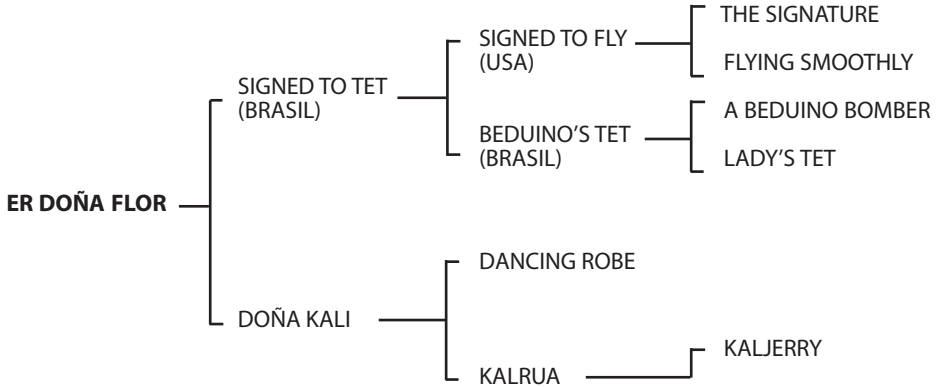 THE SIGNATURE
SIGNED TO FLY
(USA)
FLYING SMOOTHLY
SIGNED TO TET
(BRASIL)
A BEDUINO BOMBER
BEDUINO’S TET
(BRASIL)
LADY’S TET
ER DOÑA FLOR
DANCING ROBE
DOÑA KALI
KALJERRY
KALRUA